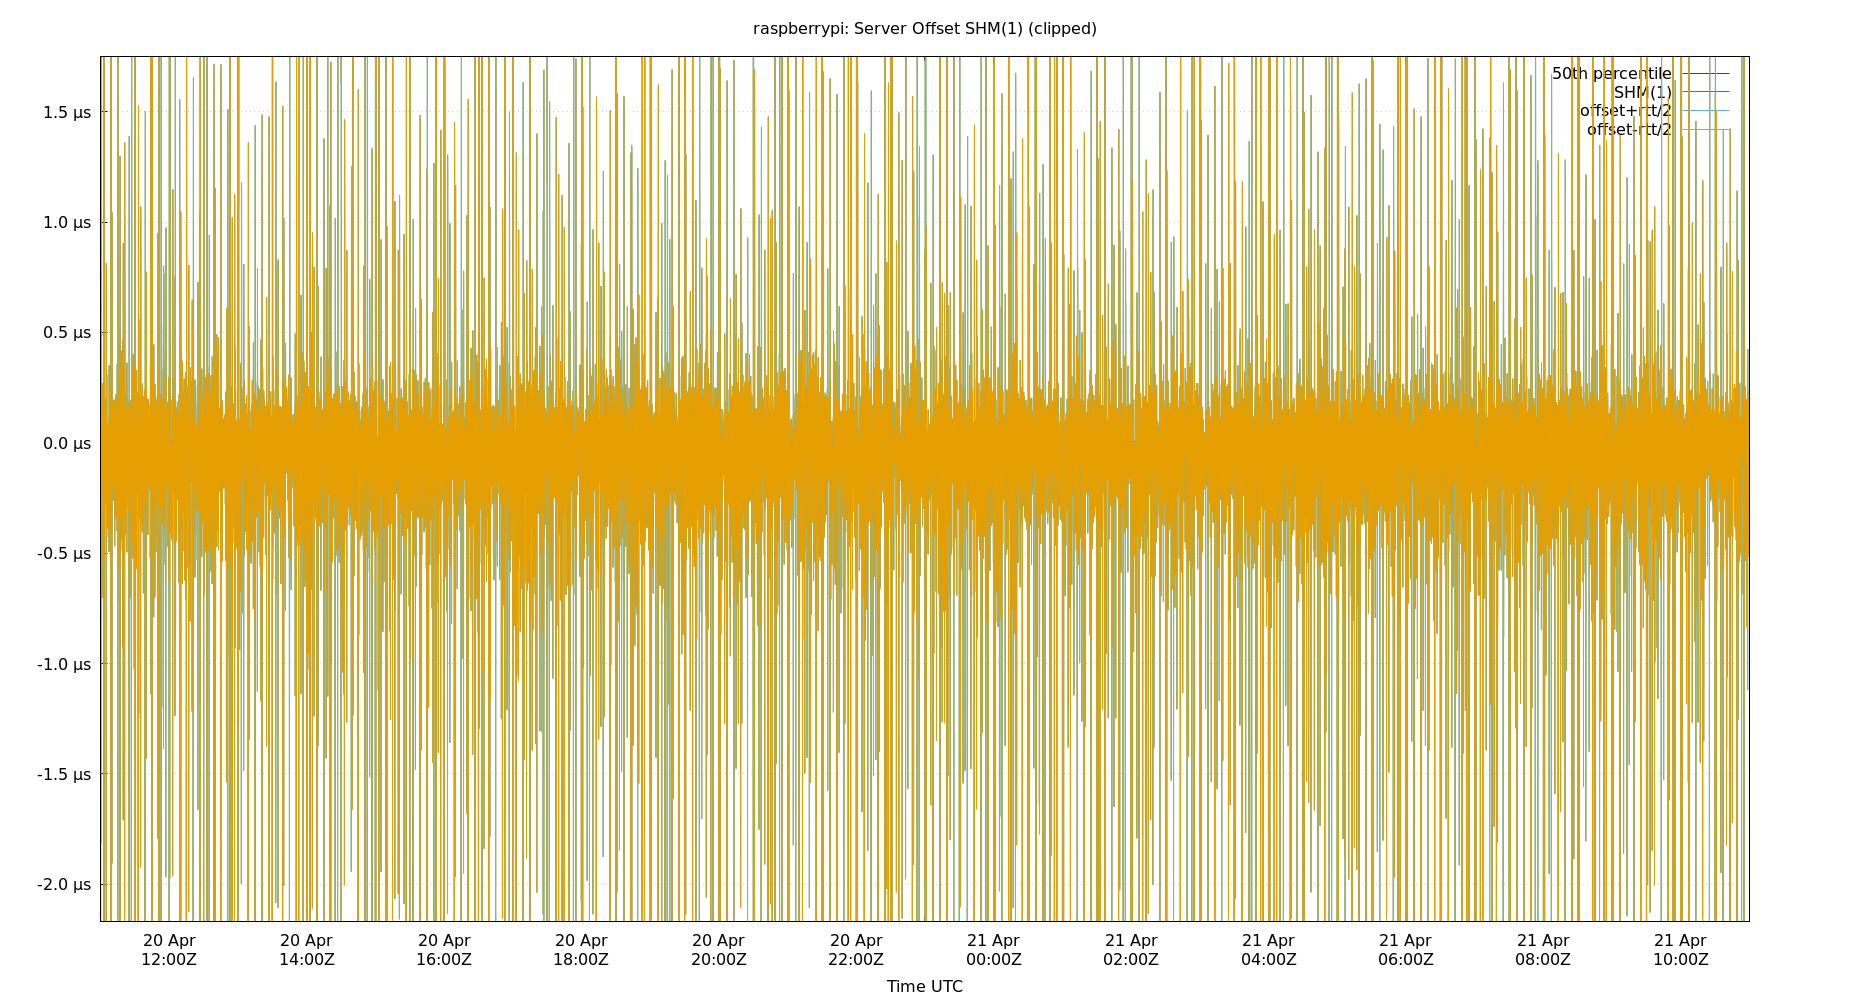 raspberrypi: Server Offset SHM(1) (clipped)
50th percentile
SHM(1)
offset+rtt/2
offset-rtt/2
1.5 µs
1.0 µs
0.5 µs
0.0 µs
-0.5 µs
-1.0 µs
-1.5 µs
-2.0 µs
20 Apr 20 Apr 20 Apr 20 Apr 20 Apr 20 Apr 21 Apr 21 Apr 21 Apr 21 Apr 21 Apr 21 Apr
12:00Z 14:00Z 16:00Z 18:00Z 20:00Z 22:00Z 00:00Z 02:00Z 04:00Z 06:00Z 08:00Z 10:00Z
Time UTC